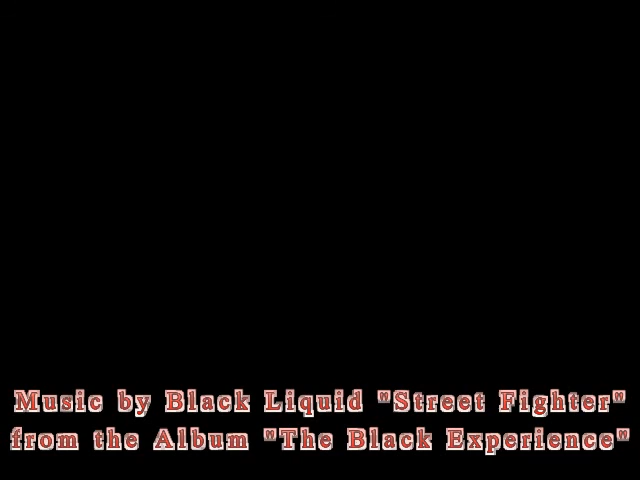 Music by Black Liquid "Street Fighter"
from the Album "The Black Experience"